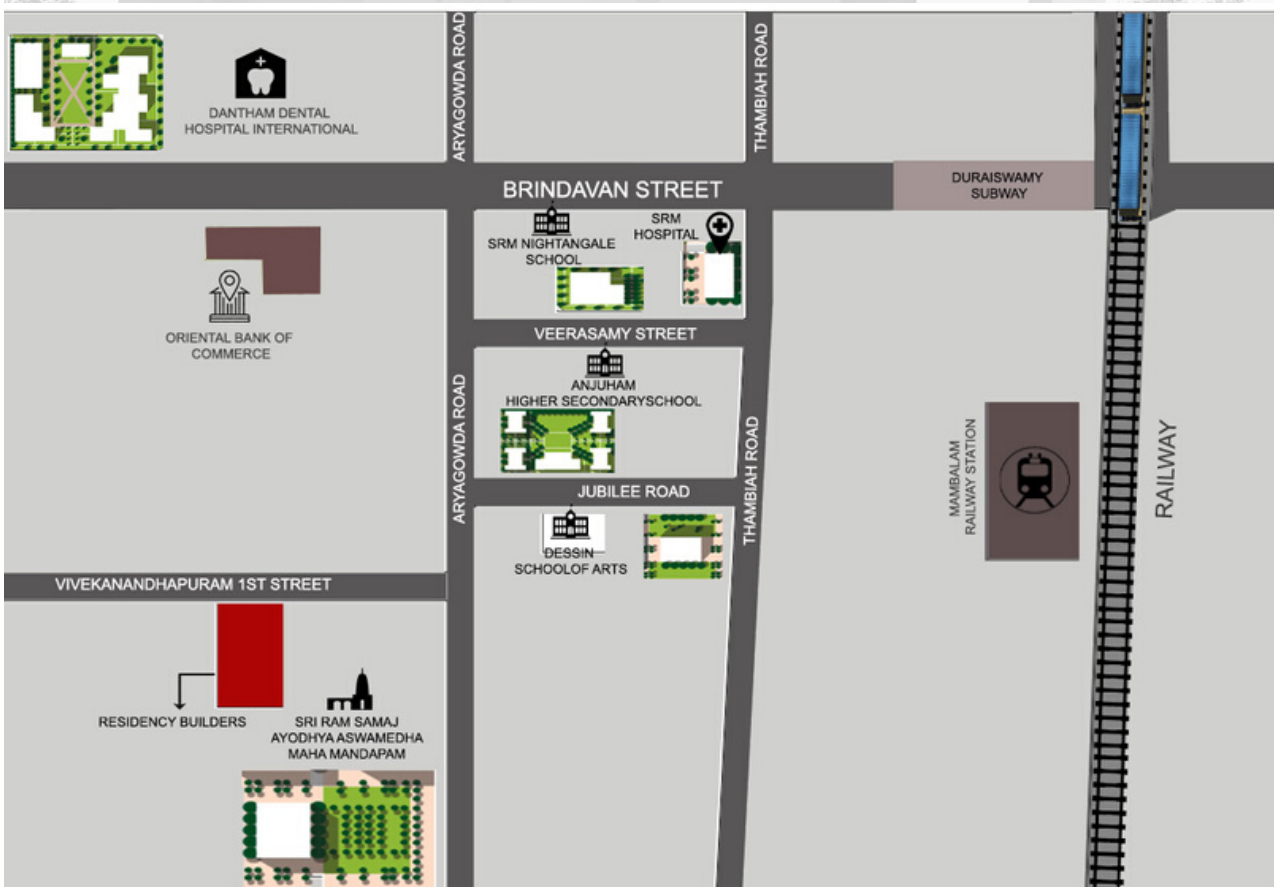 ARYAGOWDA ROAD
THAMBIAH ROAD
DANTHAM DENTAL
HOSPITAL INTERNATIONAL
BRINDAVAN STREET
DURAISWAMY
SUBWAY
SRM NIGHTANGALE
SCHOOL
SRM
HOSPITAL
ORIENTAL BANK OF
COMMERCE
VEERASAMY STREET
ANJUHAM
HIGHER SECONDARYSCHOOL
ARYAGOWDA ROAD
THAMBIAH ROAD
MAMBALAM
RAILWAY STATION
RAILWAY
JUBILEE ROAD
DESSIN
SCHOOLOF ARTS
VIVEKANANDHAPURAM 1ST STREET
RESIDENCY BUILDERS
SRI RAM SAMAJ
AYODHYA ASWAMEDHA
MAHA MANDAPAM